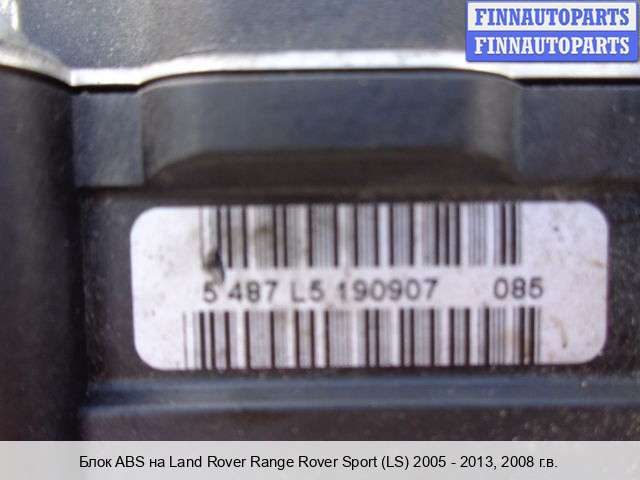 FINNAUTOPARTS
FINNAUTOPARTS
5 487 L5 190907 085
Блок ABS на Land Rover Range Rover Sport (LS) 2005 - 2013, 2008 г.в.